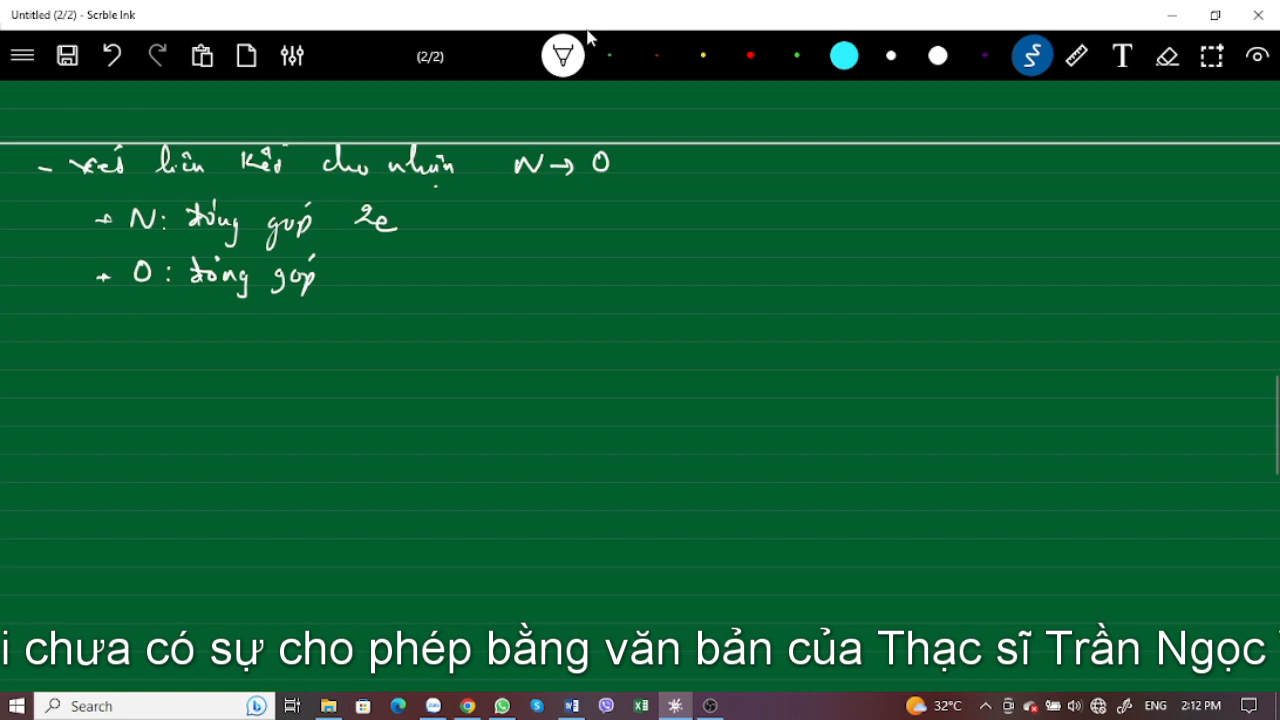 Untitled (2/2) - Scrble Ink
(2/2)
T
- xét liên kết cho nhận N → O
+ N: đóng góp 2e
+ O: đóng góp
i chưa có sự cho phép bằng văn bản của Thạc sĩ Trần Ngọc
Search
32°C
ENG
2:12 PM